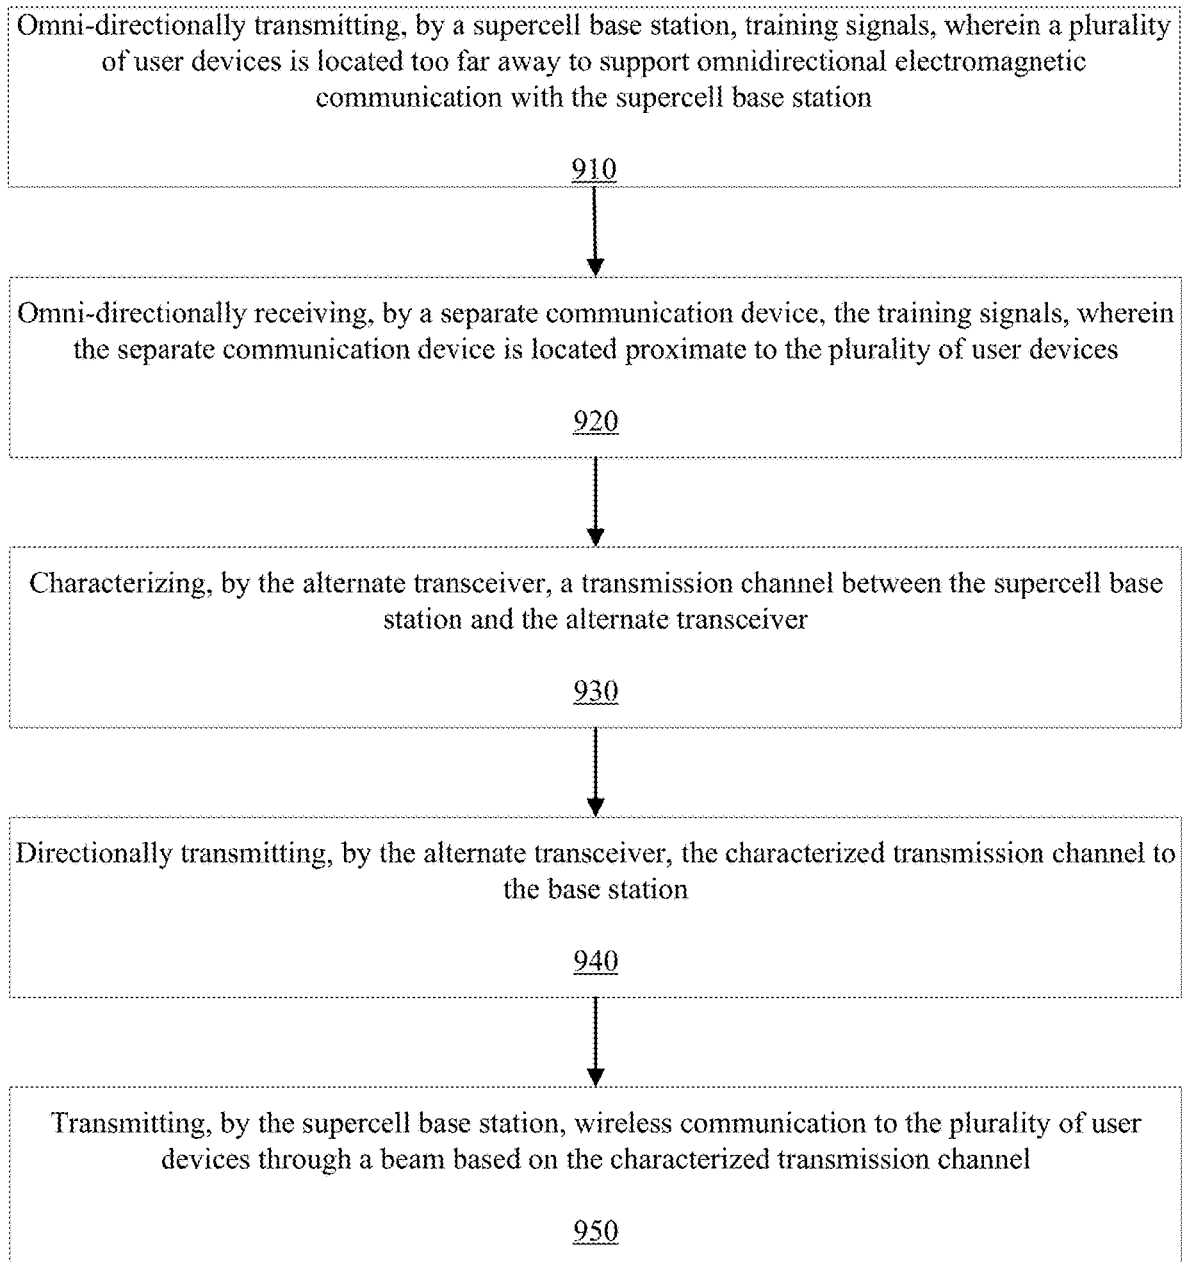 Omni-directionally transmitting, by a supercell base station, training signals, wherein a plurality
of user devices is located too far away to support omnidirectional electromagnetic
communication with the supercell base station
910
Omni-directionally receiving, by a separate communication device, the training signals, wherein
the separate communication device is located proximate to the plurality of user devices
920
Characterizing, by the alternate transceiver, a transmission channel between the supercell base
station and the alternate transceiver
930
Directionally transmitting, by the alternate transceiver, the characterized transmission channel to
the base station
940
Transmitting, by the supercell base station, wireless communication to the plurality of user
devices through a beam based on the characterized transmission channel
950